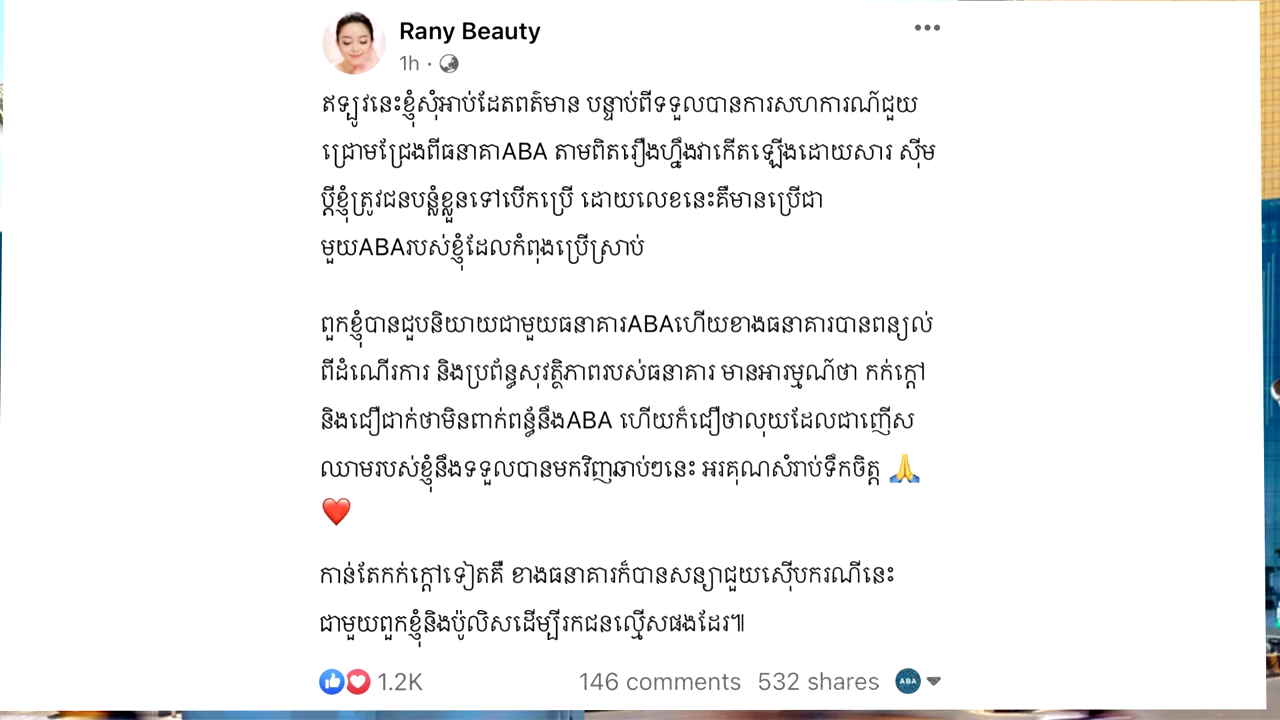 Rany Beauty
1h ·
ឥឡូវនេះខ្ញុំសុំអាប់ដែតពត៌មាន បន្ទាប់ពីទទួលបានការសហការណ៍ជួយ
ជ្រោមជ្រែងពីធនាគាABA តាមពិតរឿងហ្នឹងវាកើតឡើងដោយសារ ស៊ីម
ប្តីខ្ញុំត្រូវជនបន្លំខ្លួនទៅបើកប្រើ ដោយលេខនេះគឺមានប្រើជា
មួយABAរបស់ខ្ញុំដែលកំពុងប្រើស្រាប់
ពួកខ្ញុំបានជួបនិយាយជាមួយធនាគារABAហើយខាងធនាគារបានពន្យល់
ពីដំណើរការ និងប្រព័ន្ធសុវត្ថិភាពរបស់ធនាគារ មានអារម្មណ៍ថា កក់ក្តៅ
និងជឿជាក់ថាមិនពាក់ពន្ធ័នឹងABA ហើយក៏ជឿថាលុយដែលជាញើស
ឈាមរបស់ខ្ញុំនឹងទទួលបានមកវិញឆាប់ៗនេះ អរគុណសំរាប់ទឹកចិត្ត 🙏
❤️
កាន់តែកក់ក្តៅទៀតគឺ ខាងធនាគារក៏បានសន្យាជួយស៊ើបករណីនេះ
ជាមួយពួកខ្ញុំនិងប៉ូលិសដើម្បីរកជនល្មើសផងដែរ៕
1.2K 146 comments 532 shares ABA